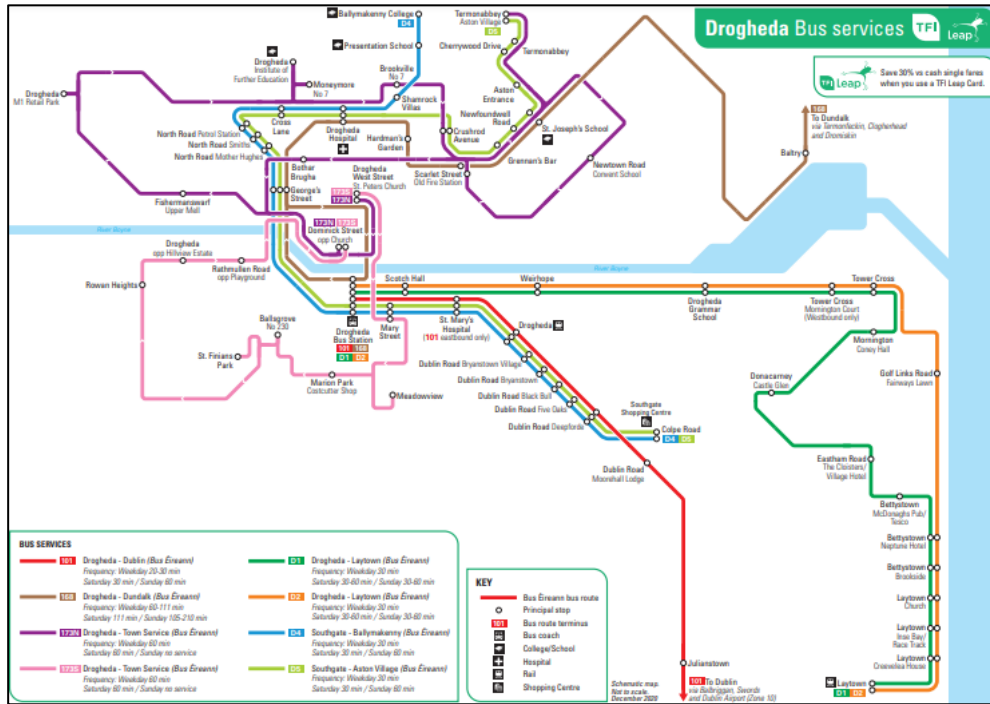 Drogheda Bus services TFI Leap
TFI Leap
Save 30% vs cash single fares
when you use a TFI Leap Card.
Ballymakenny College
D4
Presentation School
Termonabbey
Aston Village
D5
Cherrywood Drive
Termonabbey
Drogheda
Institute of
Further Education
Moneymore
No 7
Brookville
No 7
Shamrock
Villas
Drogheda
M1 Retail Park
Aston
Entrance
Newfoundwell
Road
St. Joseph's School
168
To Dundalk
via Termonfeckin, Clogherhead
and Dromiskin
Baltry
Cross
Lane
Drogheda
Hospital
Hardman's
Garden
Crushrod
Avenue
Grennan's Bar
North Road Petrol Station
North Road Smiths
North Road Mother Hughes
Newtown Road
Convent School
Scarlet Street
Old Fire Station
Bothar
Brugha
Drogheda
West Street
St. Peters Church
173S
173N
George's
Street
Fishermanswarf
Upper Mell
173N 173S
Dominick Street
opp Church
River Boyne
River Boyne
Drogheda
opp Hillview Estate
Rathmullen Road
opp Playground
Rowan Heights
Scotch Hall
Weirhope
Tower Cross
Drogheda
Grammar
School
Tower Cross
Mornington Court
(Westbound only)
Ballsgrove
No 230
Drogheda
Bus Station
101 168
D1 D2
Mary
Street
St. Mary's
Hospital
(101
eastbound only)
Drogheda
Mornington
Coney Hall
St. Finians
Park
Marion Park
Costcutter Shop
Meadowview
Dublin Road Bryanstown Village
Dublin Road Bryanstown
Dublin Road Black Bull
Dublin Road Five Oaks
Dublin Road Deepforde
Southgate
Shopping Centre
Colpe Road
D4 D5
Donacarney
Castle Glen
Golf Links Road
Fairways Lawn
Dublin Road
Moorehall Lodge
Eastham Road
The Cloisters/
Village Hotel
Bettystown
McDonaghs Pub/
Tesco
Bettystown
Neptune Hotel
Bettystown
Brookside
Laytown
Church
Laytown
Inse Bay/
Race Track
Laytown
Creevelea House
Laytown
D1 D2
Julianstown
101 To Dublin
via Balbriggan, Swords
and Dublin Airport (Zone 10)
Schematic map.
Not to scale.
December 2020
BUS SERVICES
101 Drogheda - Dublin (Bus Éireann)
Frequency: Weekday 20-30 min
Saturday 30 min / Sunday 60 min
168 Drogheda - Dundalk (Bus Éireann)
Frequency: Weekday 60-111 min
Saturday 111 min / Sunday 105-210 min
173N Drogheda - Town Service (Bus Éireann)
Frequency: Weekday 60 min
Saturday 60 min / Sunday no service
173S Drogheda - Town Service (Bus Éireann)
Frequency: Weekday 60 min
Saturday 60 min / Sunday no service
D1 Drogheda - Laytown (Bus Éireann)
Frequency: Weekday 30 min
Saturday 30-60 min / Sunday 30-60 min
D2 Drogheda - Laytown (Bus Éireann)
Frequency: Weekday 30 min
Saturday 30-60 min / Sunday 30-60 min
D4 Southgate - Ballymakenny (Bus Éireann)
Frequency: Weekday 30 min
Saturday 30 min / Sunday 60 min
D5 Southgate - Aston Village (Bus Éireann)
Frequency: Weekday 30 min
Saturday 30 min / Sunday 60 min
KEY
Bus Éireann bus route
Principal stop
101 Bus route terminus
Bus coach
College/School
Hospital
Rail
Shopping Centre